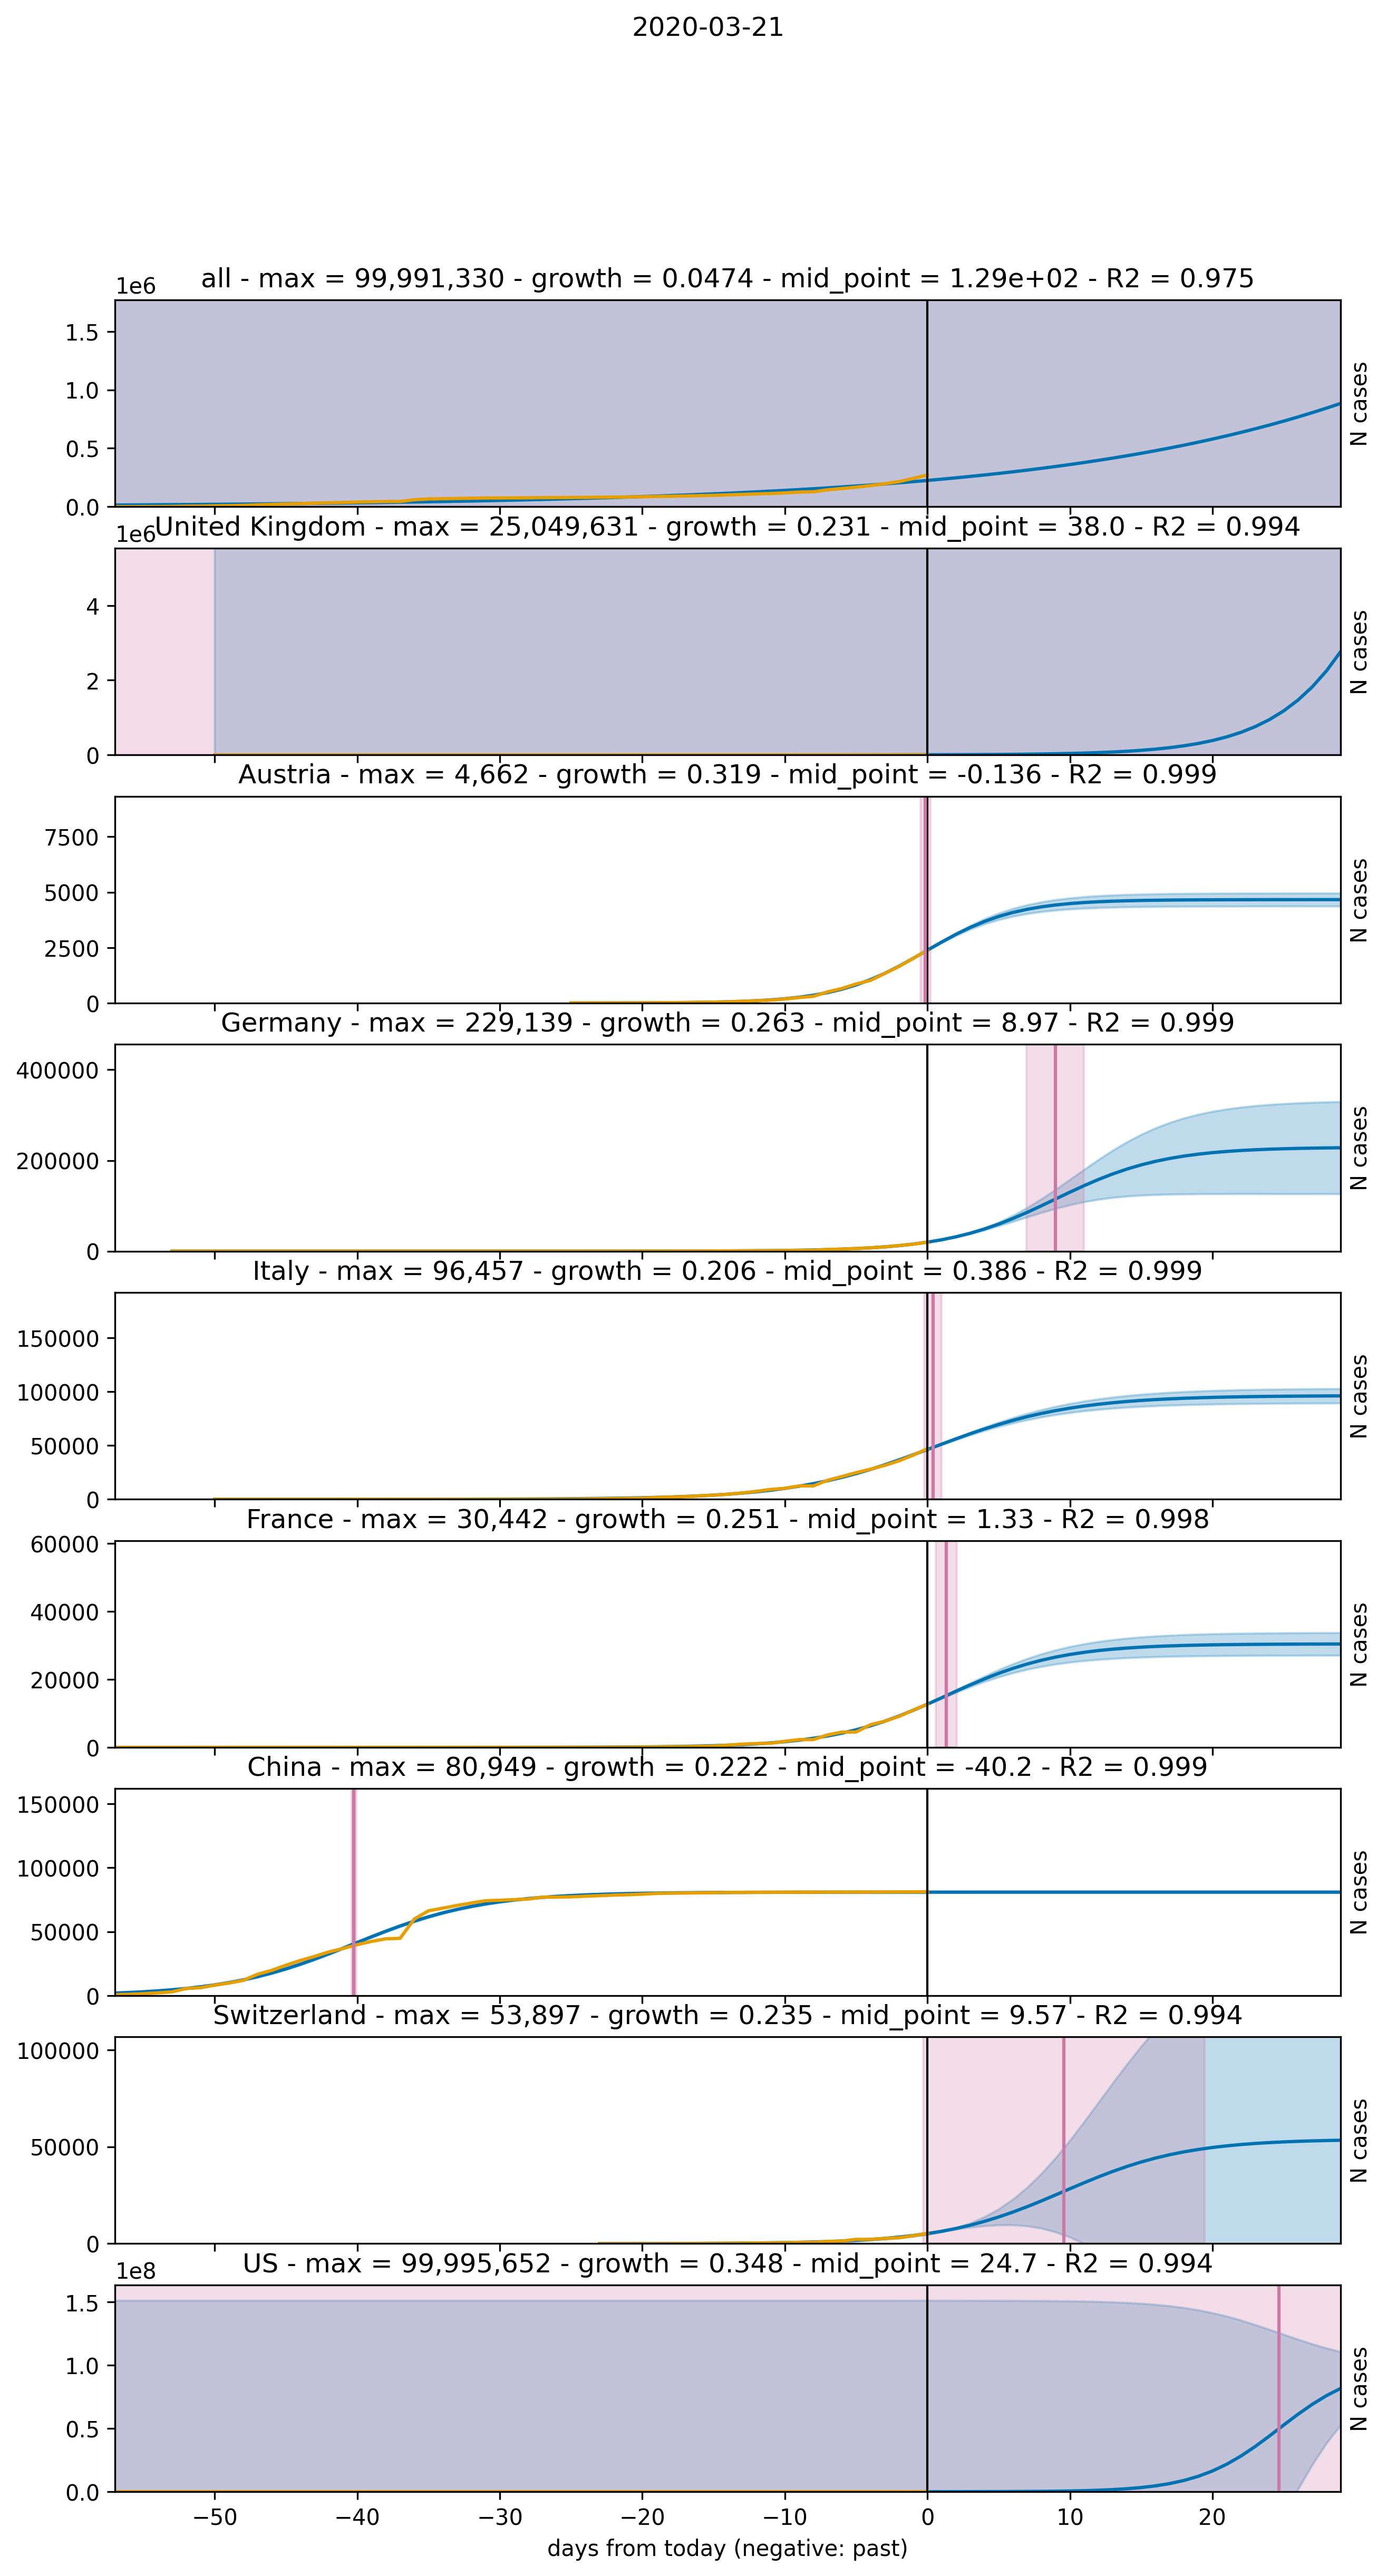 2020-03-21
all - max = 99,991,330 - growth = 0.0474 - mid_point = 1.29e+02 - R2 = 0.975
1e6
1.5
1.0
0.5
0.0
N cases
United Kingdom - max = 25,049,631 - growth = 0.231 - mid_point = 38.0 - R2 = 0.994
1e6
4
2
0
N cases
Austria - max = 4,662 - growth = 0.319 - mid_point = -0.136 - R2 = 0.999
7500
5000
2500
0
N cases
Germany - max = 229,139 - growth = 0.263 - mid_point = 8.97 - R2 = 0.999
400000
200000
0
N cases
Italy - max = 96,457 - growth = 0.206 - mid_point = 0.386 - R2 = 0.999
150000
100000
50000
0
N cases
France - max = 30,442 - growth = 0.251 - mid_point = 1.33 - R2 = 0.998
60000
40000
20000
0
N cases
China - max = 80,949 - growth = 0.222 - mid_point = -40.2 - R2 = 0.999
150000
100000
50000
0
N cases
Switzerland - max = 53,897 - growth = 0.235 - mid_point = 9.57 - R2 = 0.994
100000
50000
0
N cases
US - max = 99,995,652 - growth = 0.348 - mid_point = 24.7 - R2 = 0.994
1e8
1.5
1.0
0.5
0.0
N cases
−50 −40 −30 −20 −10 0 10 20
days from today (negative: past)